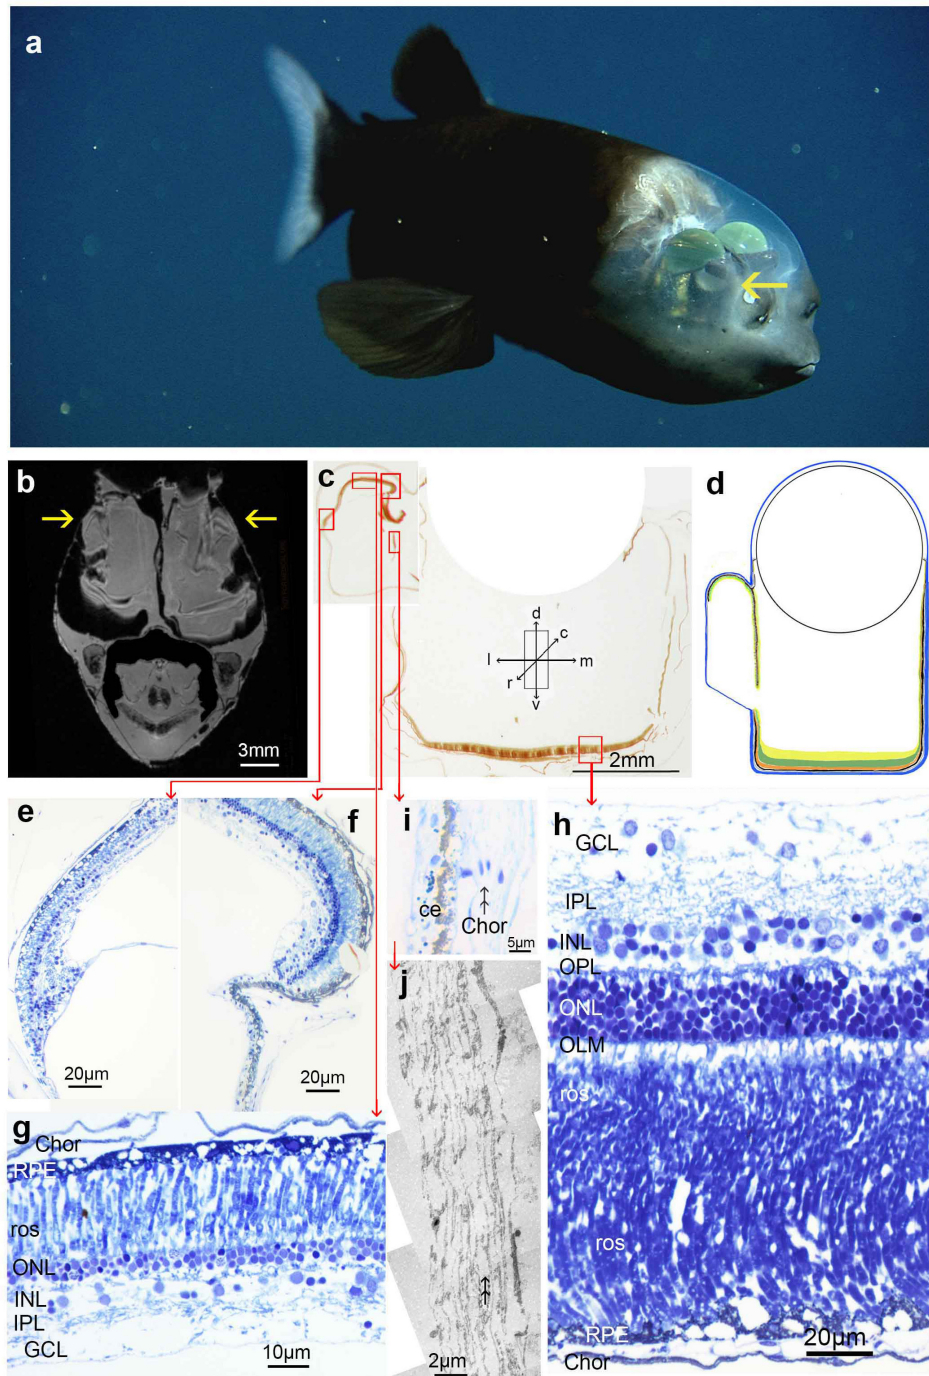 a
b
3mm
c
d
c
l
m
r
v
2mm
d
e
20µm
f
20µm
i
ce
Chor
5µm
h
GCL
IPL
INL
OPL
ONL
OLM
ros
ros
RPE
Chor
20µm
j
2µm
g
Chor
RPE
ros
ONL
INL
IPL
GCL
10µm